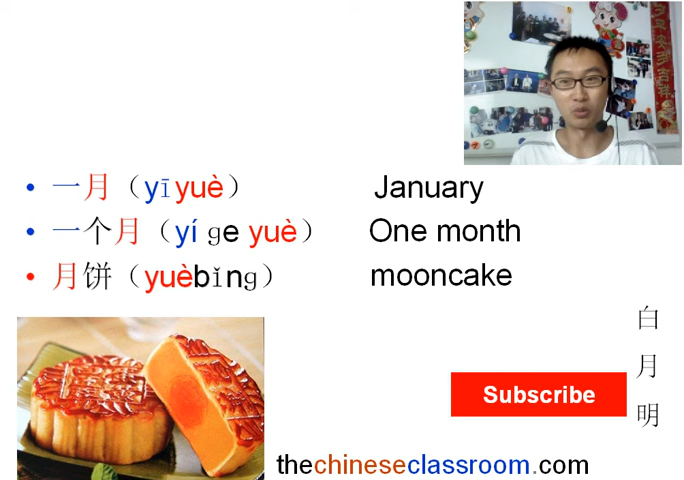 • 一月（yīyuè） January
• 一个月（yí ge yuè） One month
• 月饼（yuèbǐng） mooncake
白
月
明
Subscribe
thechineseclassroom.com